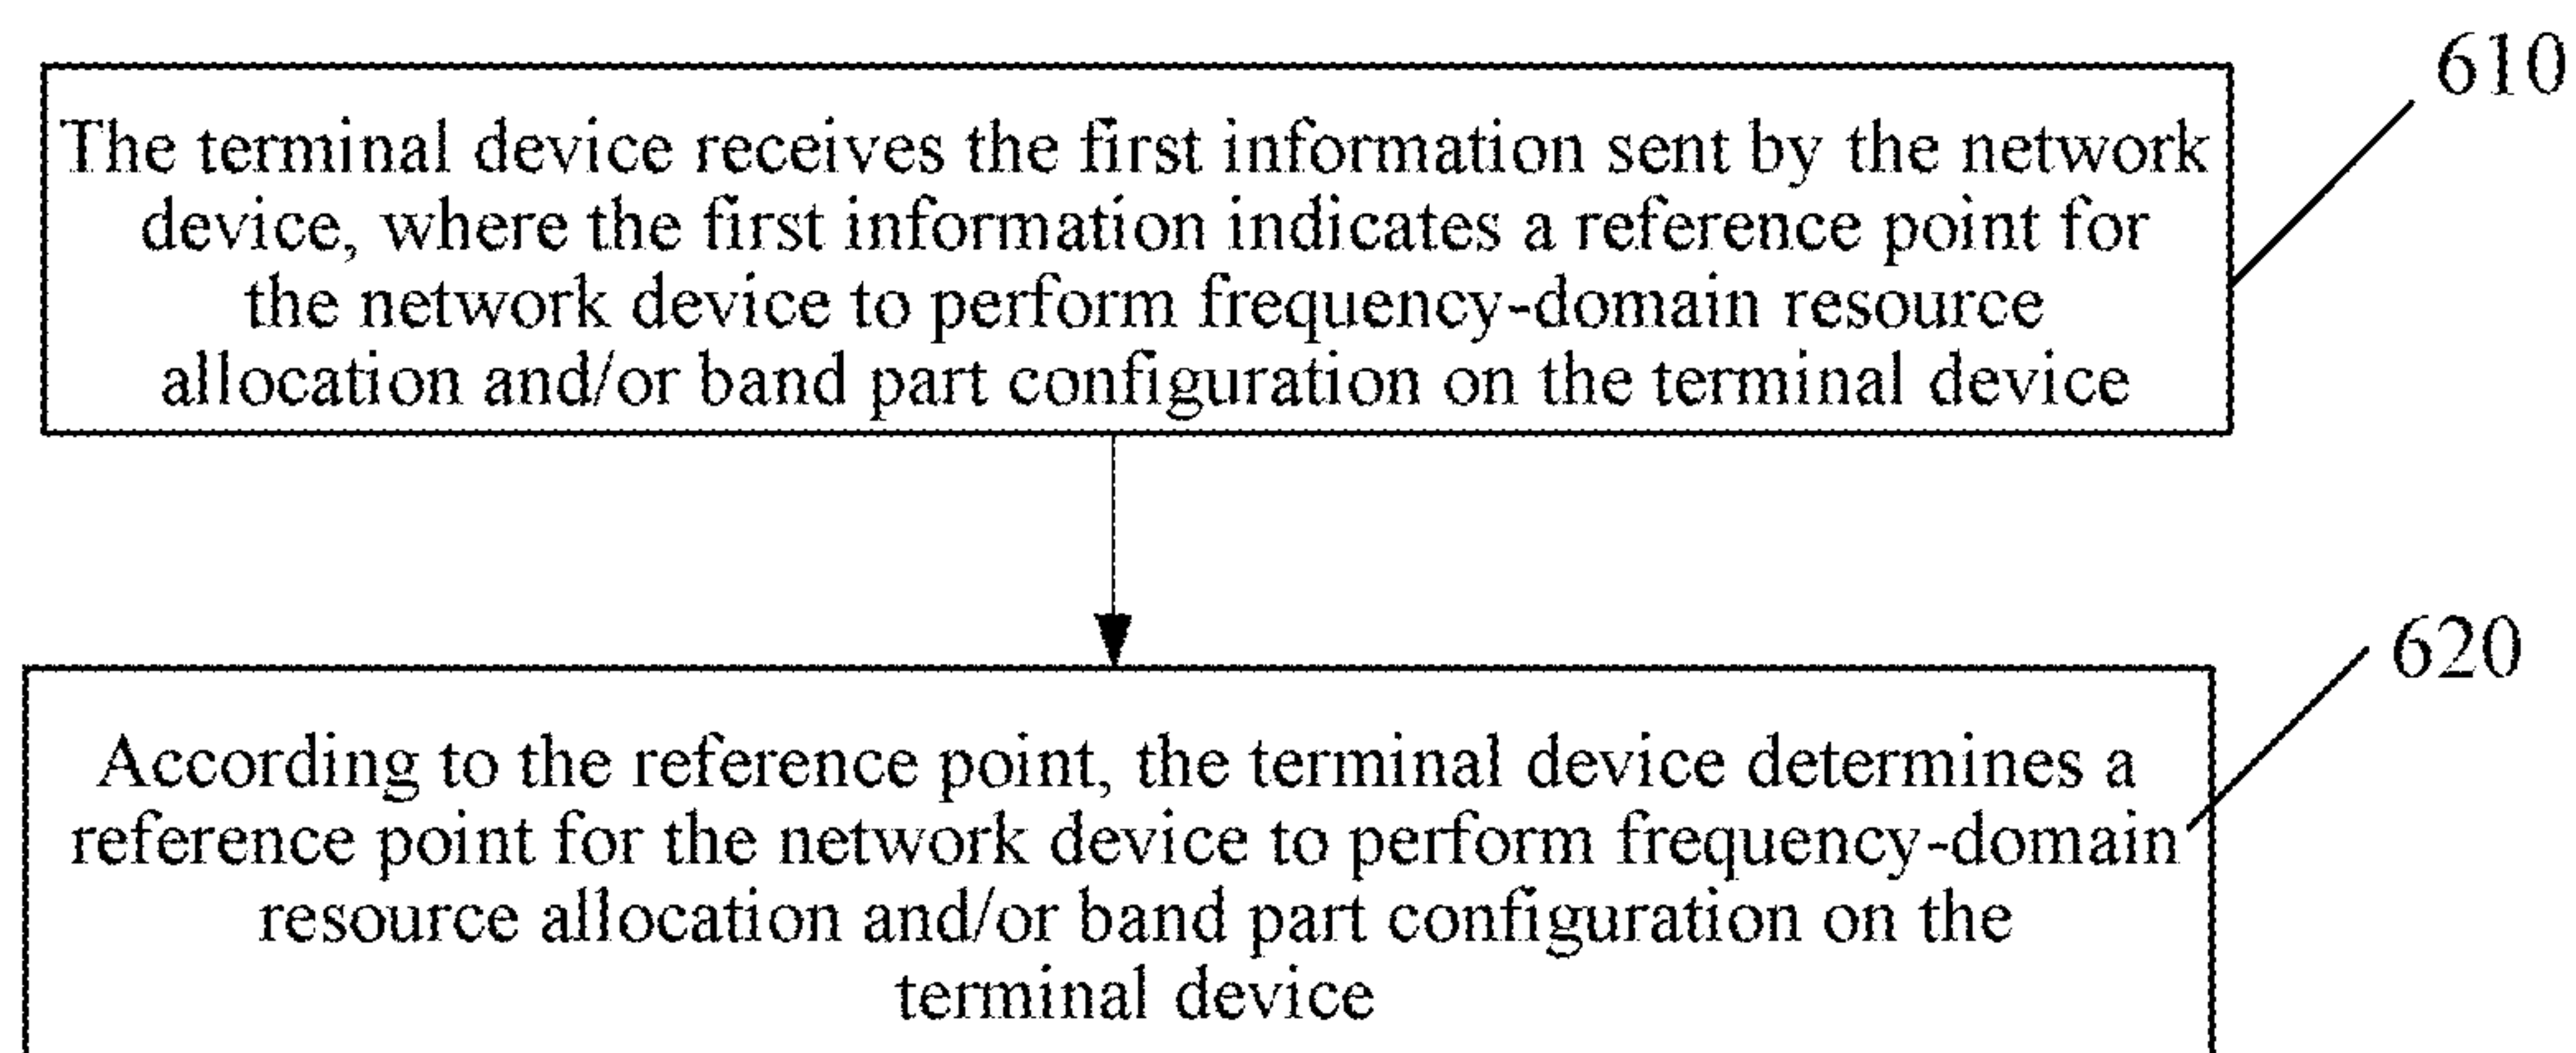 610
The terminal device receives the first information sent by the network
device, where the first information indicates a reference point for
the network device to perform frequency-domain resource
allocation and/or band part configuration on the terminal device
620
According to the reference point, the terminal device determines a
reference point for the network device to perform frequency-domain
resource allocation and/or band part configuration on the
terminal device